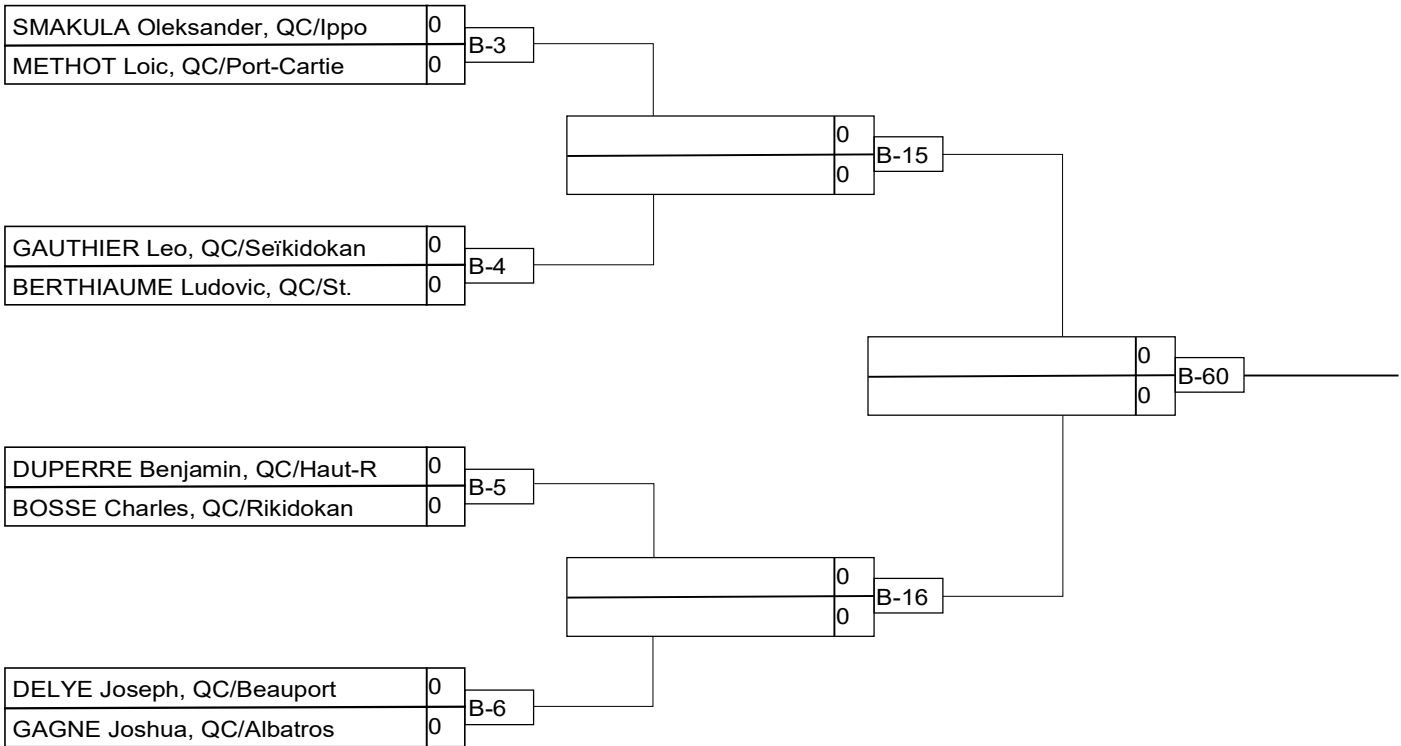 SMAKULA Oleksander, QC/Ippo 0
B-3
METHOT Loic, QC/Port-Cartie 0
0
B-15
0
GAUTHIER Leo, QC/Seïkidokan 0
B-4
BERTHIAUME Ludovic, QC/St. 0
0
B-60
0
DUPERRE Benjamin, QC/Haut-R 0
B-5
BOSSE Charles, QC/Rikidokan 0
0
B-16
0
DELYE Joseph, QC/Beauport 0
B-6
GAGNE Joshua, QC/Albatros 0